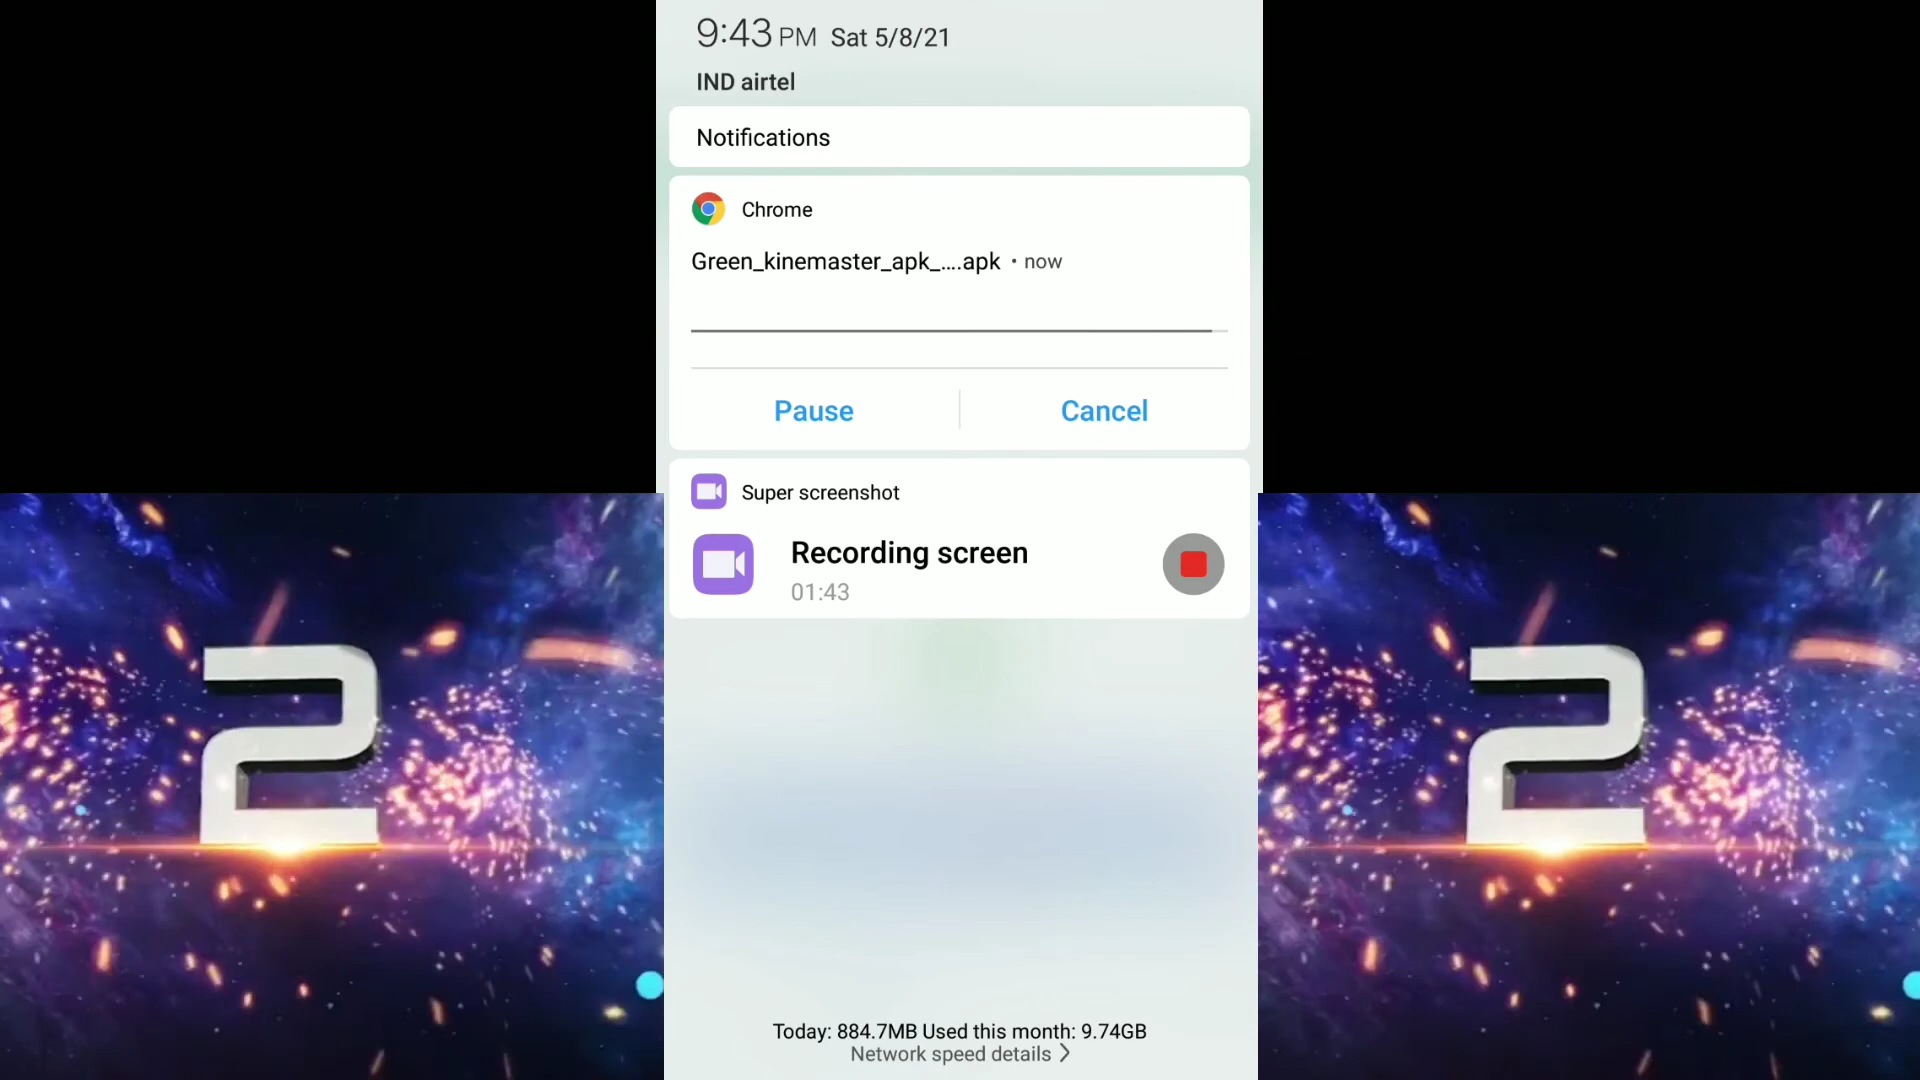 9:43 PM Sat 5/8/21
IND airtel
Notifications
Chrome
Green_kinemaster_apk_....apk • now
Pause Cancel
Super screenshot
Recording screen
01:43
2 2
Today: 884.7MB Used this month: 9.74GB
Network speed details >